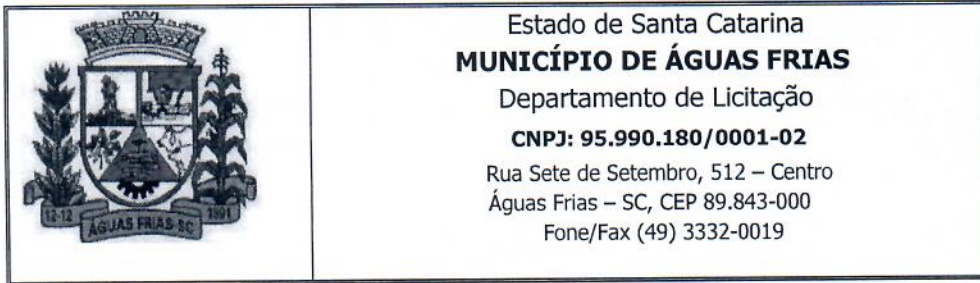 12-12
ÁGUAS FRIAS-SC
1991
Estado de Santa Catarina
MUNICÍPIO DE ÁGUAS FRIAS
Departamento de Licitação
CNPJ: 95.990.180/0001-02
Rua Sete de Setembro, 512 – Centro
Águas Frias – SC, CEP 89.843-000
Fone/Fax (49) 3332-0019